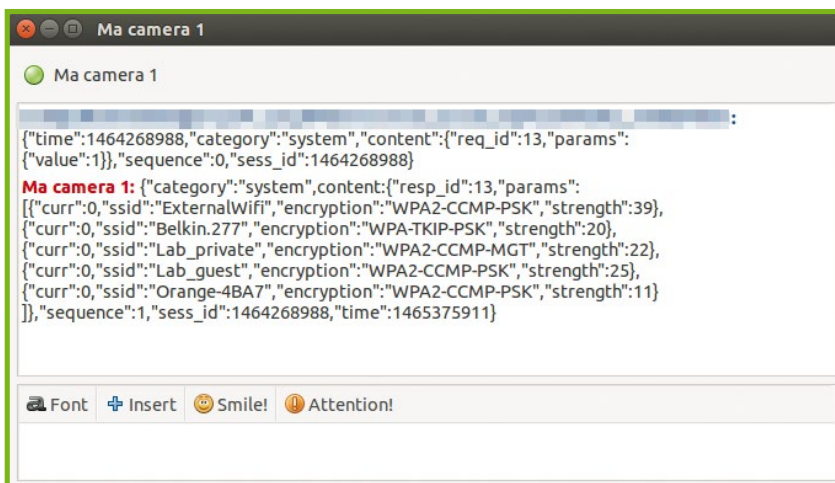 Ma camera 1
Ma camera 1
:
{"time":1464268988,"category":"system","content":{"req_id":13,"params":
{"value":1}},"sequence":0,"sess_id":1464268988}
Ma camera 1: {"category":"system",content:{"resp_id":13,"params":
[{"curr":0,"ssid":"ExternalWifi","encryption":"WPA2-CCMP-PSK","strength":39},
{"curr":0,"ssid":"Belkin.277","encryption":"WPA-TKIP-PSK","strength":20},
{"curr":0,"ssid":"Lab_private","encryption":"WPA2-CCMP-MGT","strength":22},
{"curr":0,"ssid":"Lab_guest","encryption":"WPA2-CCMP-PSK","strength":25},
{"curr":0,"ssid":"Orange-4BA7","encryption":"WPA2-CCMP-PSK","strength":11}
]},"sequence":1,"sess_id":1464268988,"time":1465375911}
Font Insert Smile! Attention!